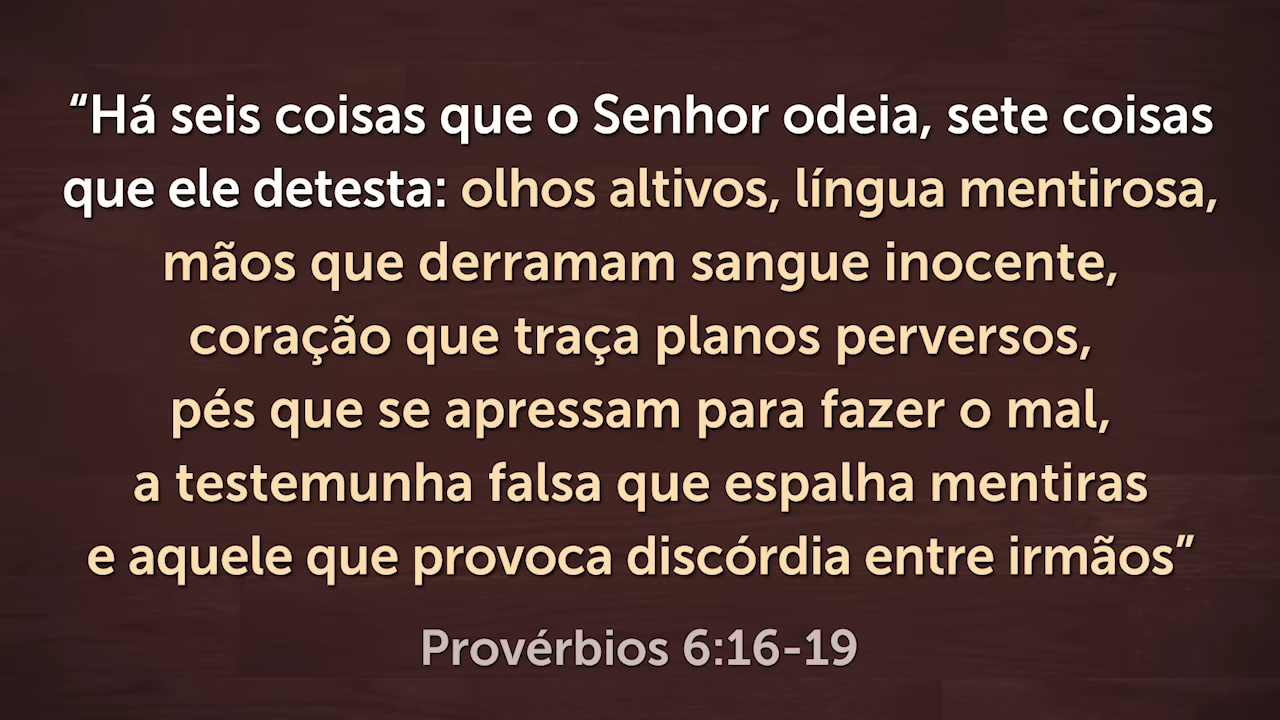 “Há seis coisas que o Senhor odeia, sete coisas
que ele detesta: olhos altivos, língua mentirosa,
mãos que derramam sangue inocente,
coração que traça planos perversos,
pés que se apressam para fazer o mal,
a testemunha falsa que espalha mentiras
e aquele que provoca discórdia entre irmãos”
Provérbios 6:16-19